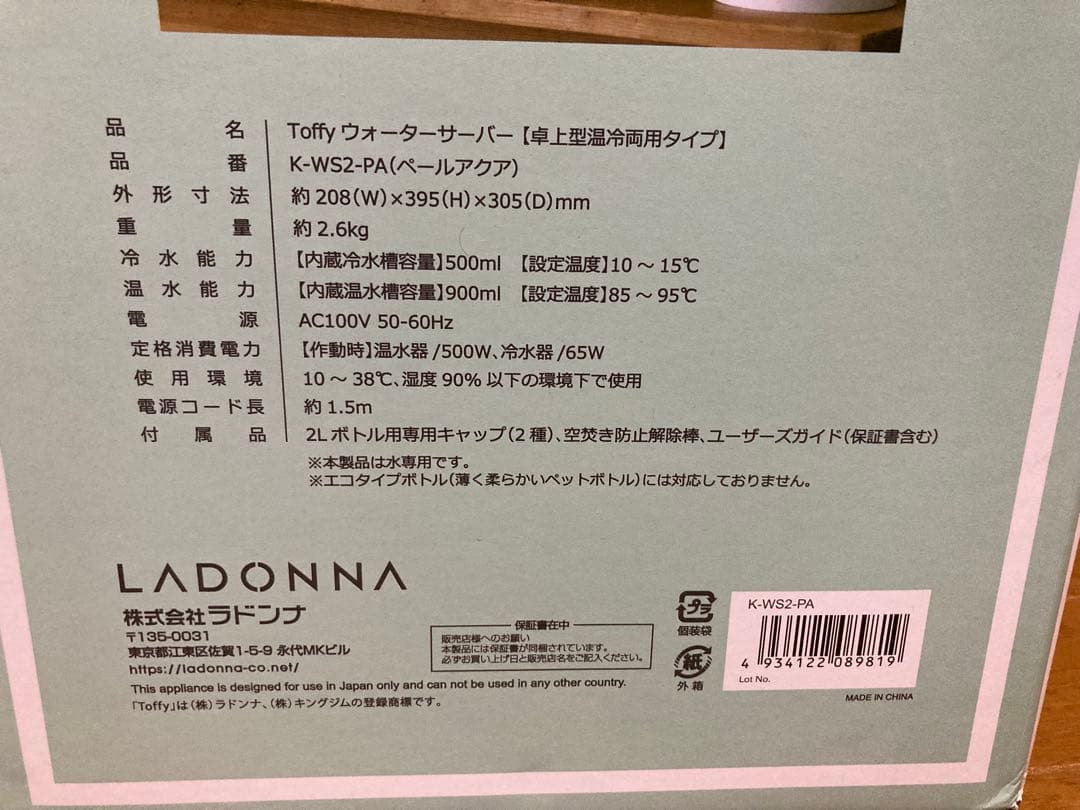 品名 Toffy ウォーターサーバー【卓上型温冷両用タイプ】
品番 K-WS2-PA(ペールアクア)
外形寸法 約208(W)×395(H)×305(D)mm
重量 約2.6kg
冷水能力 【内蔵冷水槽容量】500ml 【設定温度】10～15℃
温水能力 【内蔵温水槽容量】900ml 【設定温度】85～95℃
電源 AC100V 50-60Hz
定格消費電力 【作動時】温水器/500W、冷水器/65W
使用環境 10～38℃、湿度90%以下の環境下で使用
電源コード長 約1.5m
付属品 2Lボトル用専用キャップ(2種)、空焚き防止解除棒、ユーザーズガイド(保証書含む)
※本製品は水専用です。
※エコタイプボトル(薄く柔らかいペットボトル)には対応しておりません。
LADONNA
株式会社ラドンナ
〒135-0031
東京都江東区佐賀1-5-9 永代MKビル
https://ladonna-co.net/
This appliance is designed for use in Japan only and can not be used in any other country.
「Toffy」は(株)ラドンナ、(株)キングジムの登録商標です。
保証書在中
販売店様へのお願い
本製品には保証書が同梱されています。
必ずお買い上げ日と販売店名をご記入ください。
プラ
個装袋
紙
外箱
K-WS2-PA
4 934122 089819
Lot No.
MADE IN CHINA